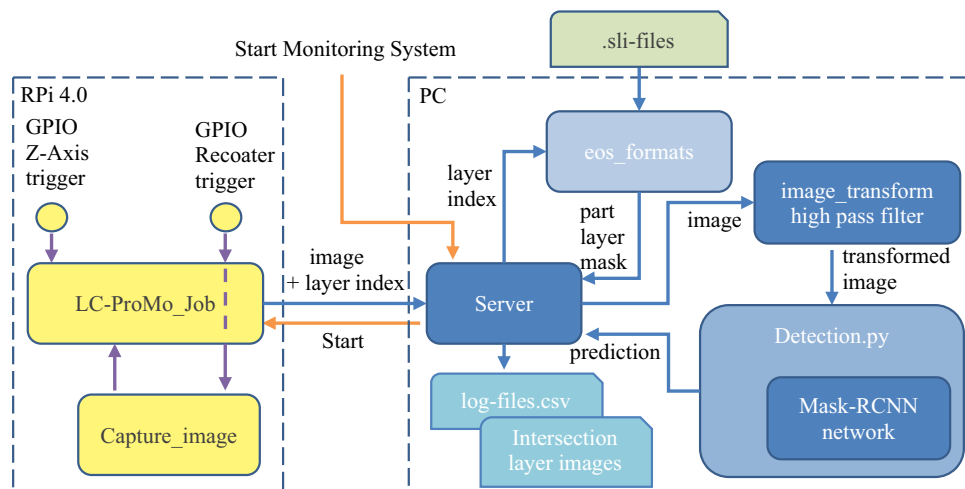 Start Monitoring System
.sli-files
RPi 4.0
PC
GPIO
Z-Axis
trigger
GPIO
Recoater
trigger
eos_formats
layer
index
part
layer
mask
image
image_transform
high pass filter
transformed
image
LC-ProMo_Job
image
+ layer index
Start
Server
prediction
Detection.py
Mask-RCNN
network
Capture_image
log-files.csv
Intersection
layer images